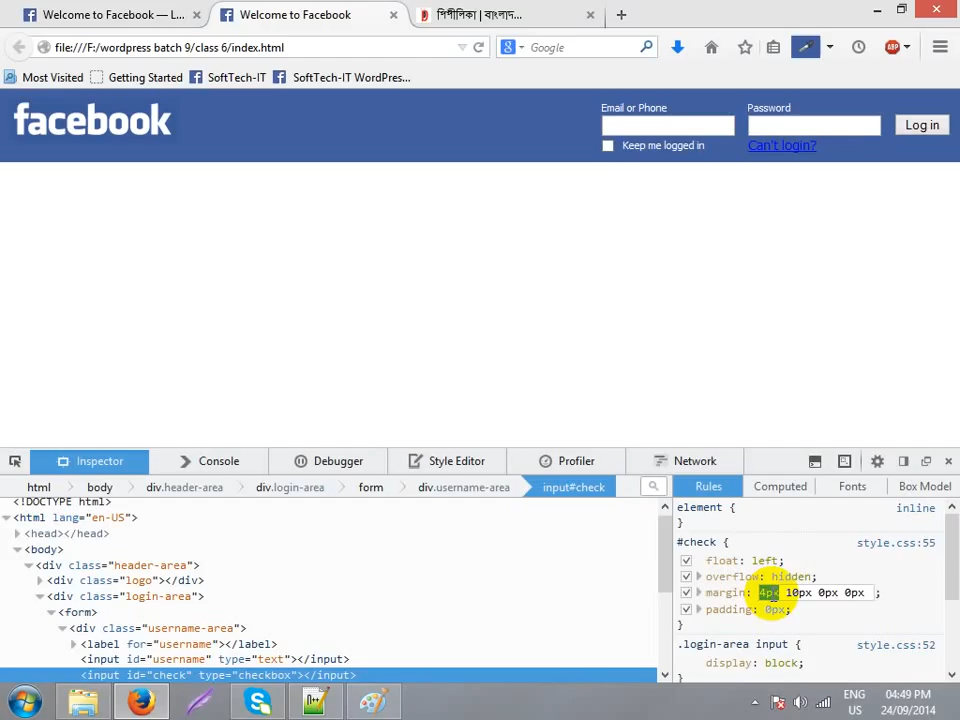 Welcome to Facebook — L...
Welcome to Facebook
শিপীলিকা | বাংলাদ...
file:///F:/wordpress batch 9/class 6/index.html
Google
ABP
Most Visited
Getting Started
SoftTech-IT
SoftTech-IT WordPres...
facebook
Email or Phone
Password
Log in
Keep me logged in
Can't login?
Inspector
Console
Debugger
Style Editor
Profiler
Network
html
body
div.header-area
div.login-area
form
div.username-area
input#check
Rules
Computed
Fonts
Box Model
<!DOCTYPE html>
<html lang="en-US">
<head></head>
<body>
<div class="header-area">
<div class="logo"></div>
<div class="login-area">
<form>
<div class="username-area">
<label for="username"></label>
<input id="username" type="text"></input>
<input id="check" type="checkbox"></input>
element {
inline
}
#check {
style.css:55
float: left;
overflow: hidden;
margin: 4px 10px 0px 0px ;
padding: 0px;
}
.login-area input {
style.css:52
display: block;
ENG
US
04:49 PM
24/09/2014